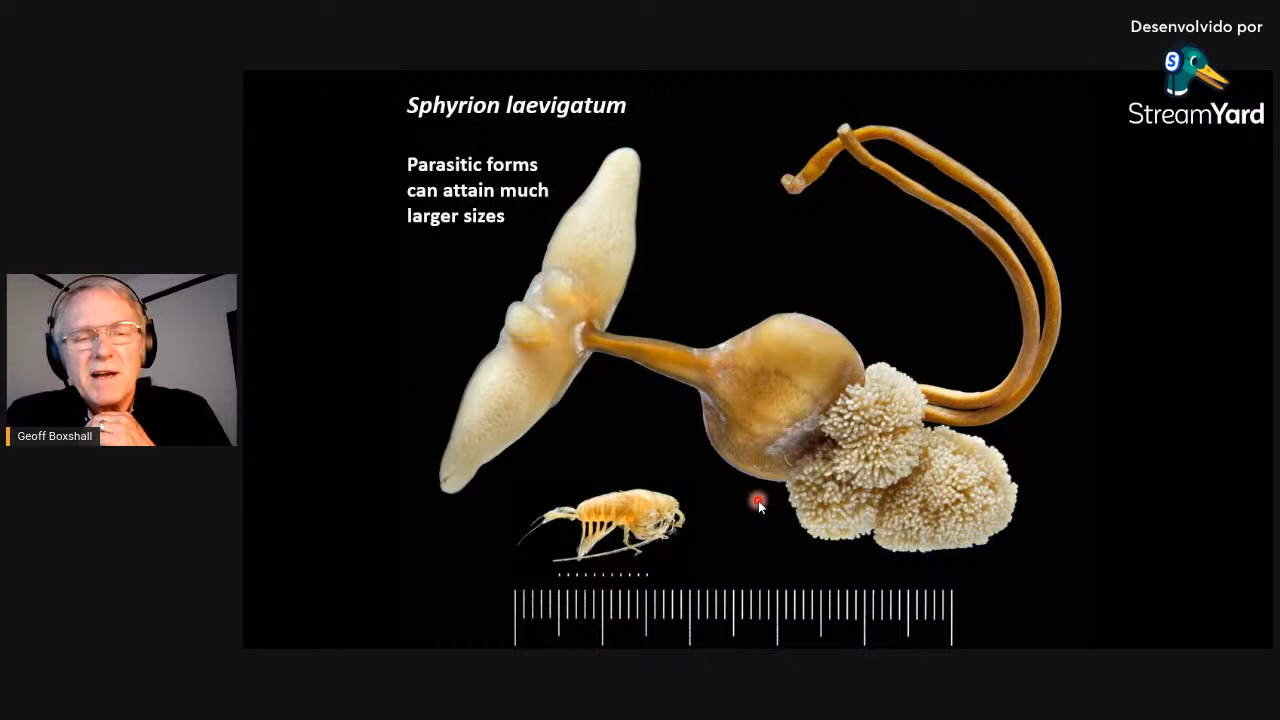 Desenvolvido por
S
StreamYard
Sphyrion laevigatum
Parasitic forms
can attain much
larger sizes
Geoff Boxshall